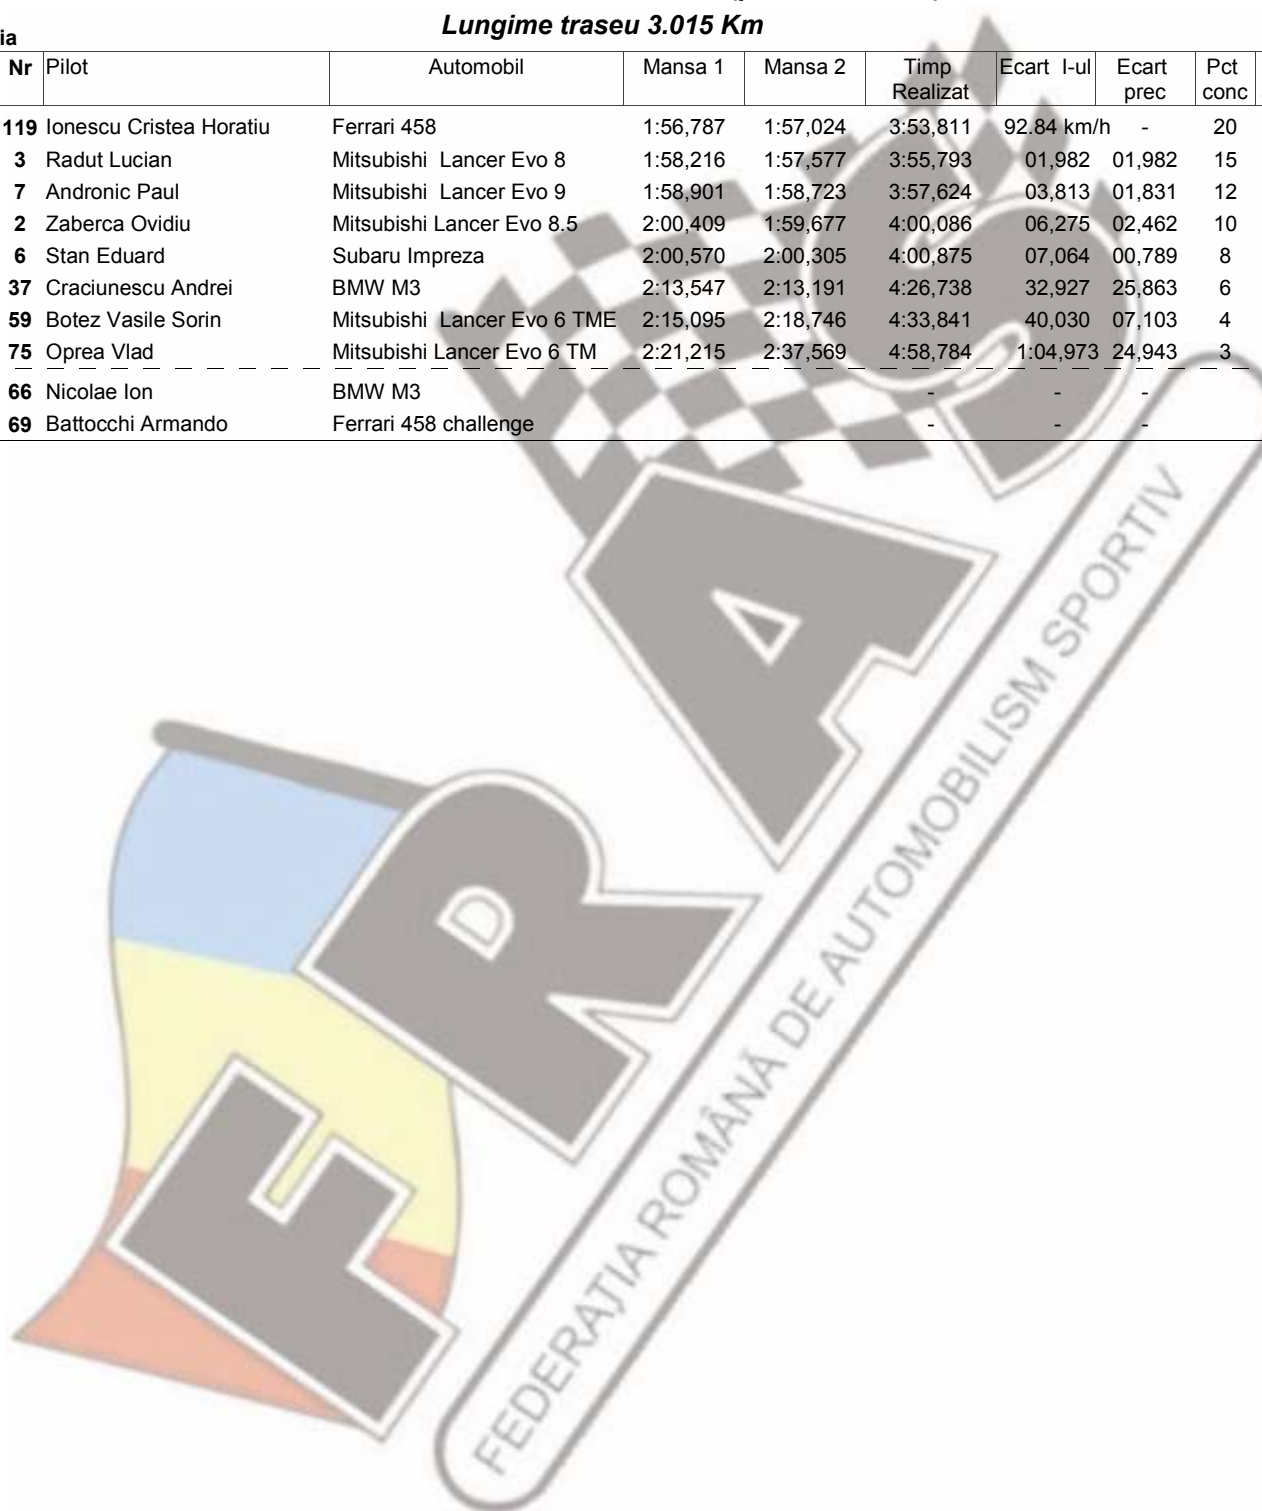 Lungime traseu 3.015 Km
ia
Nr Pilot Automobil Mansa 1 Mansa 2 Timp Realizat Ecart I-ul Ecart prec Pct conc
119 Ionescu Cristea Horatiu Ferrari 458 1:56,787 1:57,024 3:53,811 92.84 km/h - 20
3 Radut Lucian Mitsubishi Lancer Evo 8 1:58,216 1:57,577 3:55,793 01,982 01,982 15
7 Andronic Paul Mitsubishi Lancer Evo 9 1:58,901 1:58,723 3:57,624 03,813 01,831 12
2 Zaberca Ovidiu Mitsubishi Lancer Evo 8.5 2:00,409 1:59,677 4:00,086 06,275 02,462 10
6 Stan Eduard Subaru Impreza 2:00,570 2:00,305 4:00,875 07,064 00,789 8
37 Craciunescu Andrei BMW M3 2:13,547 2:13,191 4:26,738 32,927 25,863 6
59 Botez Vasile Sorin Mitsubishi Lancer Evo 6 TME 2:15,095 2:18,746 4:33,841 40,030 07,103 4
75 Oprea Vlad Mitsubishi Lancer Evo 6 TM 2:21,215 2:37,569 4:58,784 1:04,973 24,943 3
66 Nicolae Ion BMW M3 - - -
69 Battocchi Armando Ferrari 458 challenge - - -
FRAS
FEDERAȚIA ROMÂNĂ DE AUTOMOBILISM SPORTIV